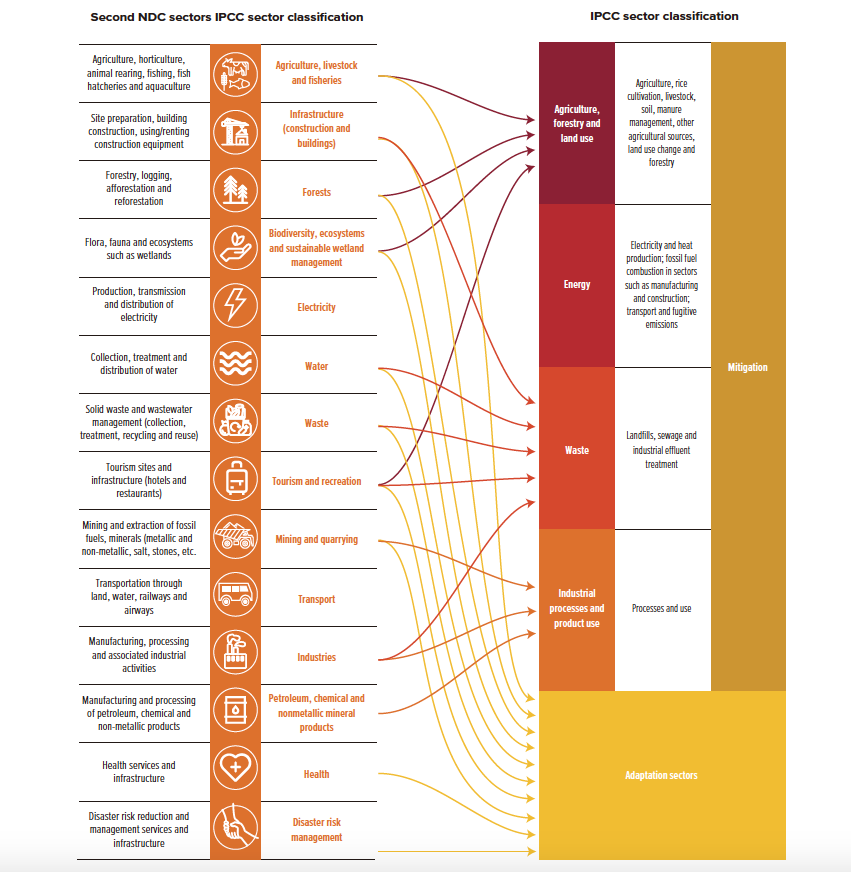 Second NDC sectors IPCC sector classification
IPCC sector classification
Agriculture, horticulture,
animal rearing, fishing, fish
hatcheries and aquaculture
Agriculture, livestock
and fisheries
Site preparation, building
construction, using/renting
construction equipment
Infrastructure
(construction and
buildings)
Forestry, logging,
afforestation and
reforestation
Forests
Flora, fauna and ecosystems
such as wetlands
Biodiversity, ecosystems
and sustainable wetland
management
Production, transmission
and distribution of
electricity
Electricity
Collection, treatment and
distribution of water
Water
Solid waste and wastewater
management (collection,
treatment, recycling and reuse)
Waste
Tourism sites and
infrastructure (hotels and
restaurants)
Tourism and recreation
Mining and extraction of fossil
fuels, minerals (metallic and
non-metallic, salt, stones, etc.
Mining and quarrying
Transportation through
land, water, railways and
airways
Transport
Manufacturing, processing
and associated industrial
activities
Industries
Manufacturing and processing
of petroleum, chemical and
non-metallic products
Petroleum, chemical and
nonmetallic mineral
products
Health services and
infrastructure
Health
Disaster risk reduction and
management services and
infrastructure
Disaster risk
management
Agriculture,
forestry and
land use
Agriculture, rice
cultivation, livestock,
soil, manure
management, other
agricultural sources,
land use change and
forestry
Energy
Electricity and heat
production; fossil fuel
combustion in sectors
such as manufacturing
and construction;
transport and fugitive
emissions
Mitigation
Waste
Landfills, sewage and
industrial effluent
treatment
Industrial
processes and
product use
Processes and use
Adaptation sectors